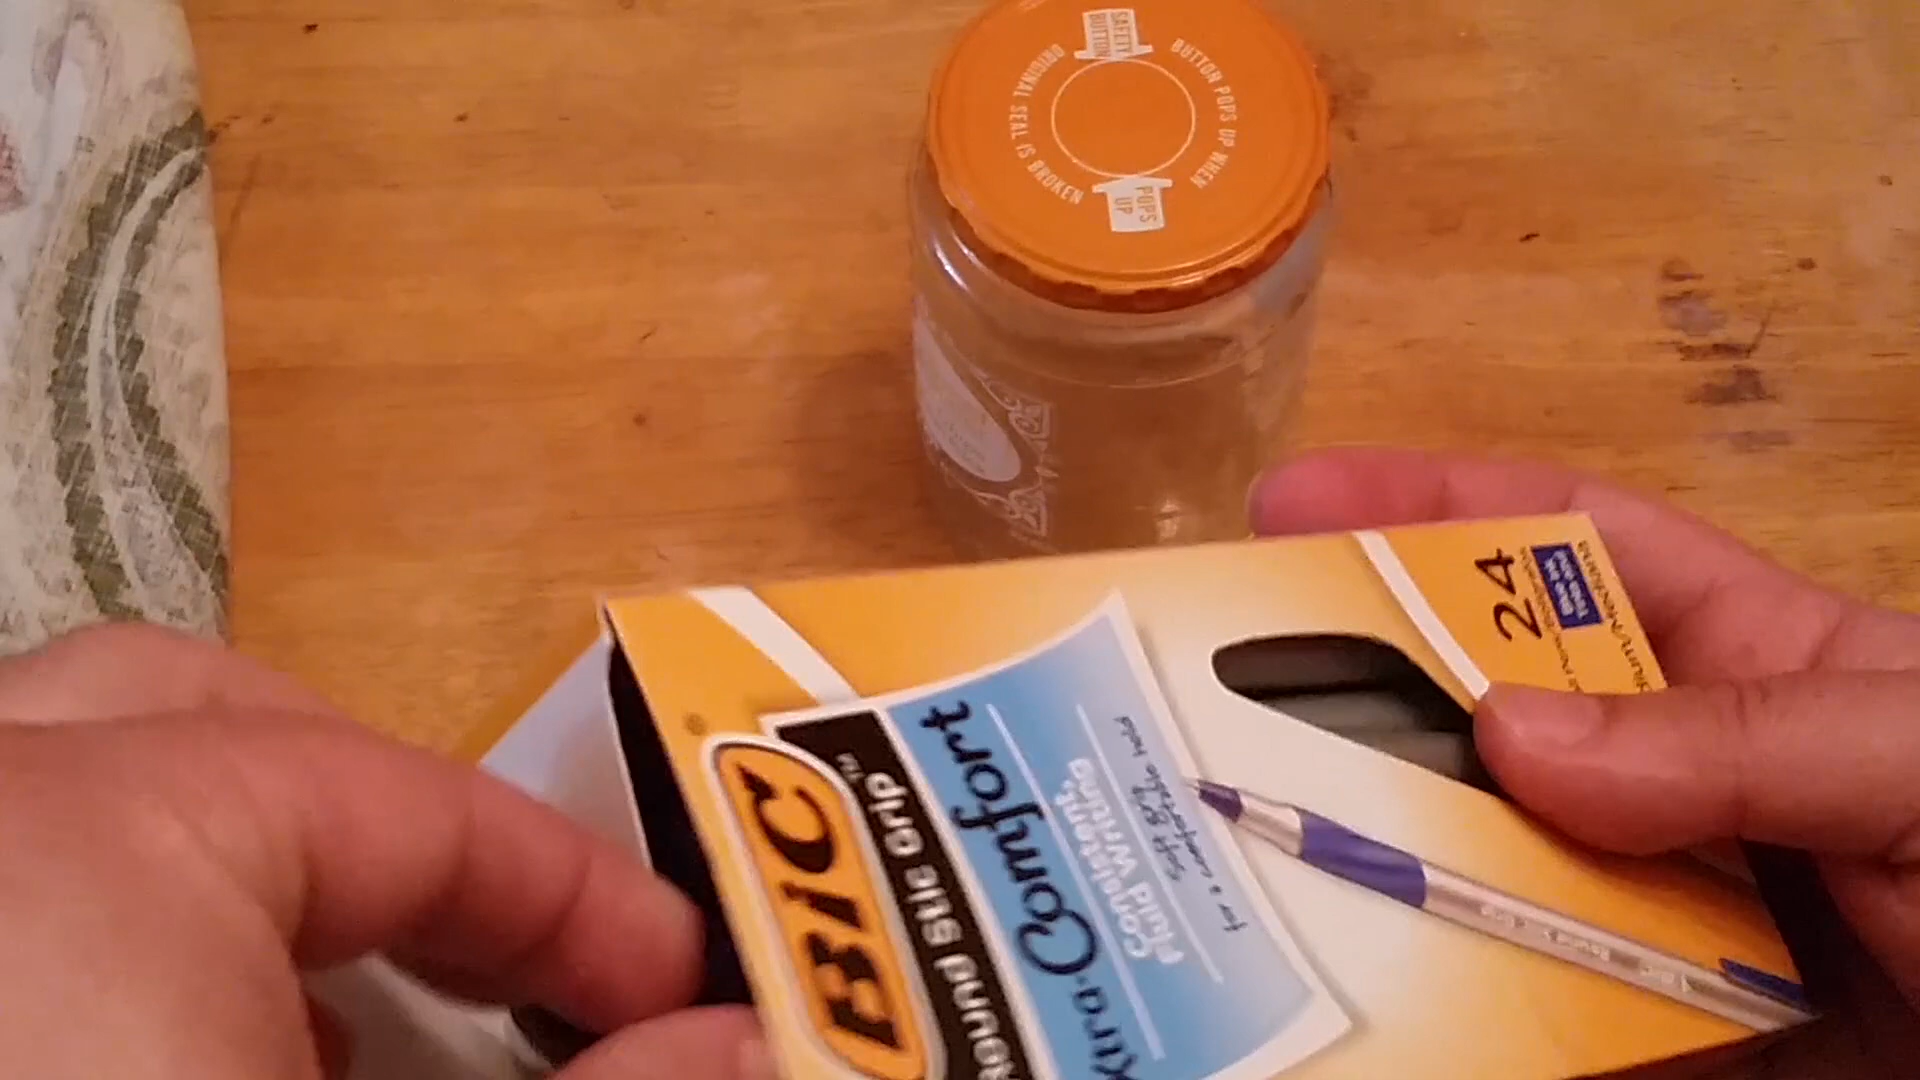 SAFETY
BUTTON
BUTTON POPS UP WHEN
ORIGINAL SEAL IS BROKEN
POPS
UP
24
BIC
Round Stic Grip™
Xtra-Comfort
Consistent
Fluid Writing
Soft grip
for a comfortable hold